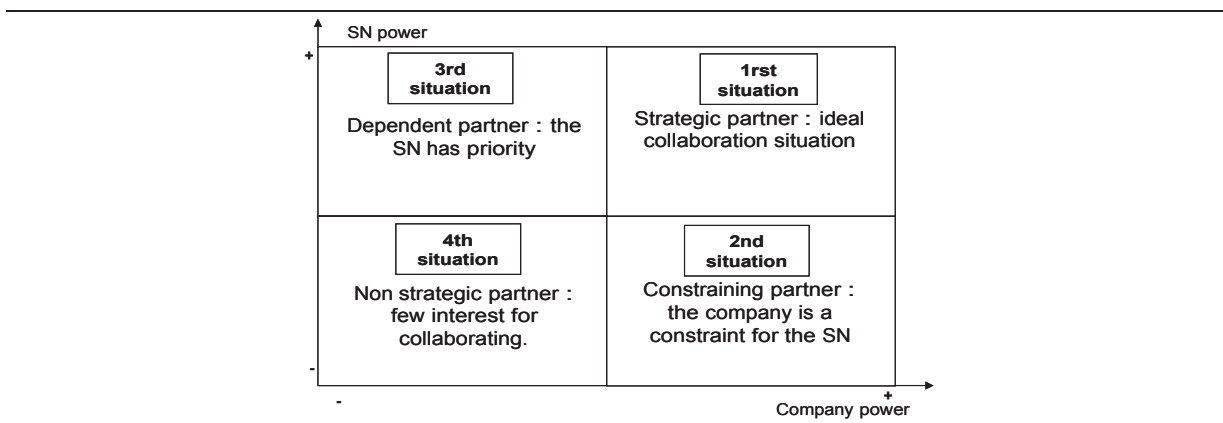 SN power
+
3rd
situation
Dependent partner : the
SN has priority
1rst
situation
Strategic partner : ideal
collaboration situation
4th
situation
Non strategic partner :
few interest for
collaborating.
2nd
situation
Constraining partner :
the company is a
constraint for the SN
-
-
+
Company power